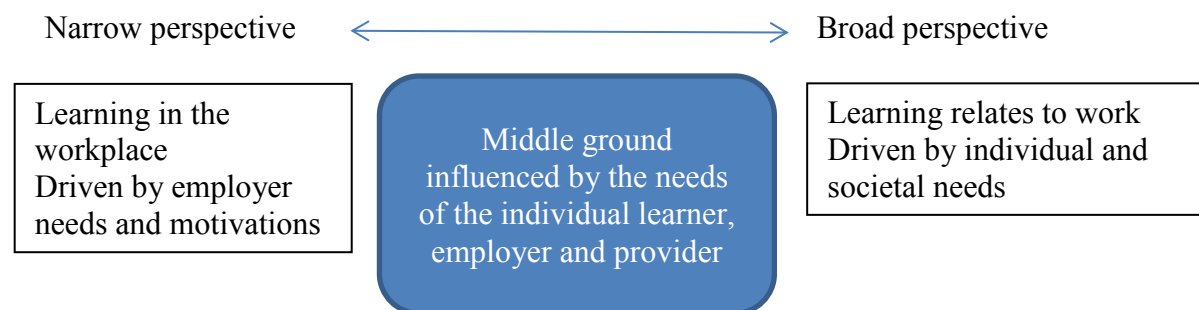 Narrow perspective
Broad perspective
Learning in the
workplace
Driven by employer
needs and motivations
Middle ground
influenced by the needs
of the individual learner,
employer and provider
Learning relates to work
Driven by individual and
societal needs